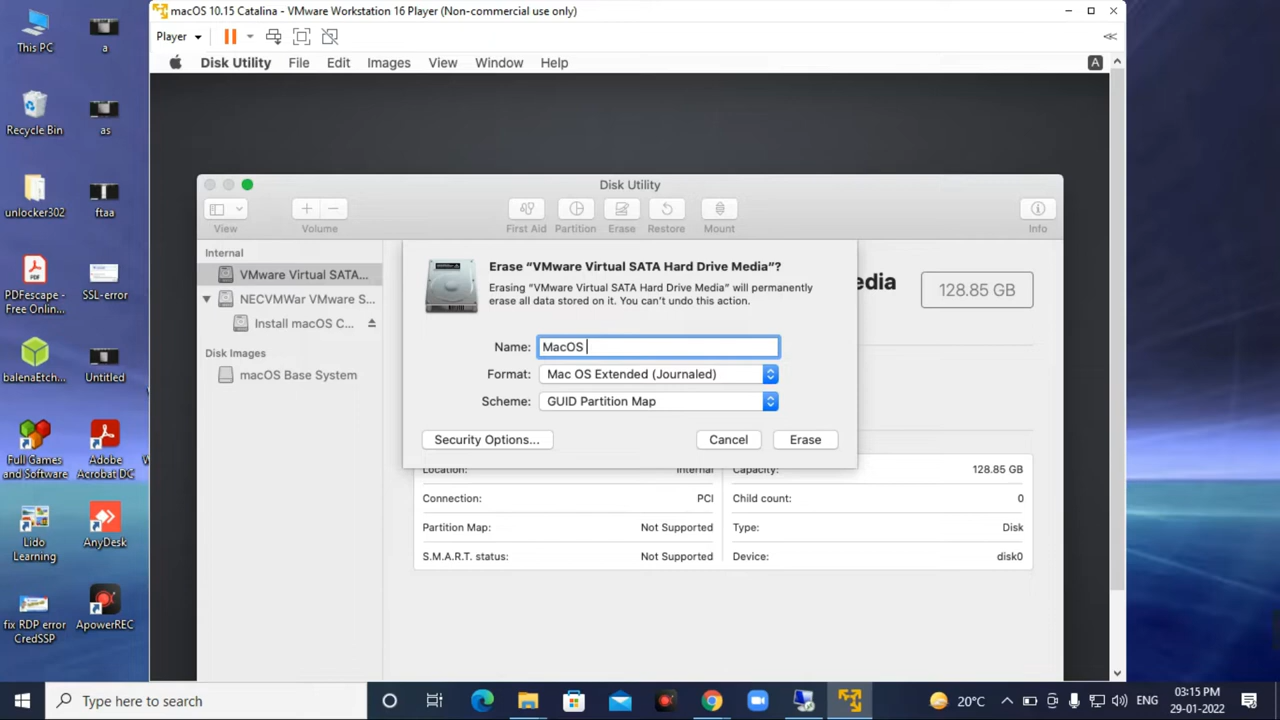 macOS 10.15 Catalina - VMware Workstation 16 Player (Non-commercial use only)
Player
Disk Utility File Edit Images View Window Help
A
This PC
a
Recycle Bin
as
unlocker302
ftaa
PDFescape -
Free Onlin...
SSL-error
balenaEtch...
Untitled
Full Games
and Software
Adobe
Acrobat DC
Lido
Learning
AnyDesk
fix RDP error
CredSSP
ApowerREC
Disk Utility
View
Volume
First Aid
Partition
Erase
Restore
Mount
Info
Internal
VMware Virtual SATA...
NECVMWar VMware S...
Install macOS C...
Disk Images
macOS Base System
edia
128.85 GB
Erase “VMware Virtual SATA Hard Drive Media”?
Erasing “VMware Virtual SATA Hard Drive Media” will permanently
erase all data stored on it. You can’t undo this action.
Name: MacOS
Format: Mac OS Extended (Journaled)
Scheme: GUID Partition Map
Security Options...
Cancel
Erase
Location: Internal
Connection: PCI
Partition Map: Not Supported
S.M.A.R.T. status: Not Supported
Capacity: 128.85 GB
Child count: 0
Type: Disk
Device: disk0
Type here to search
20°C
ENG
03:15 PM
29-01-2022